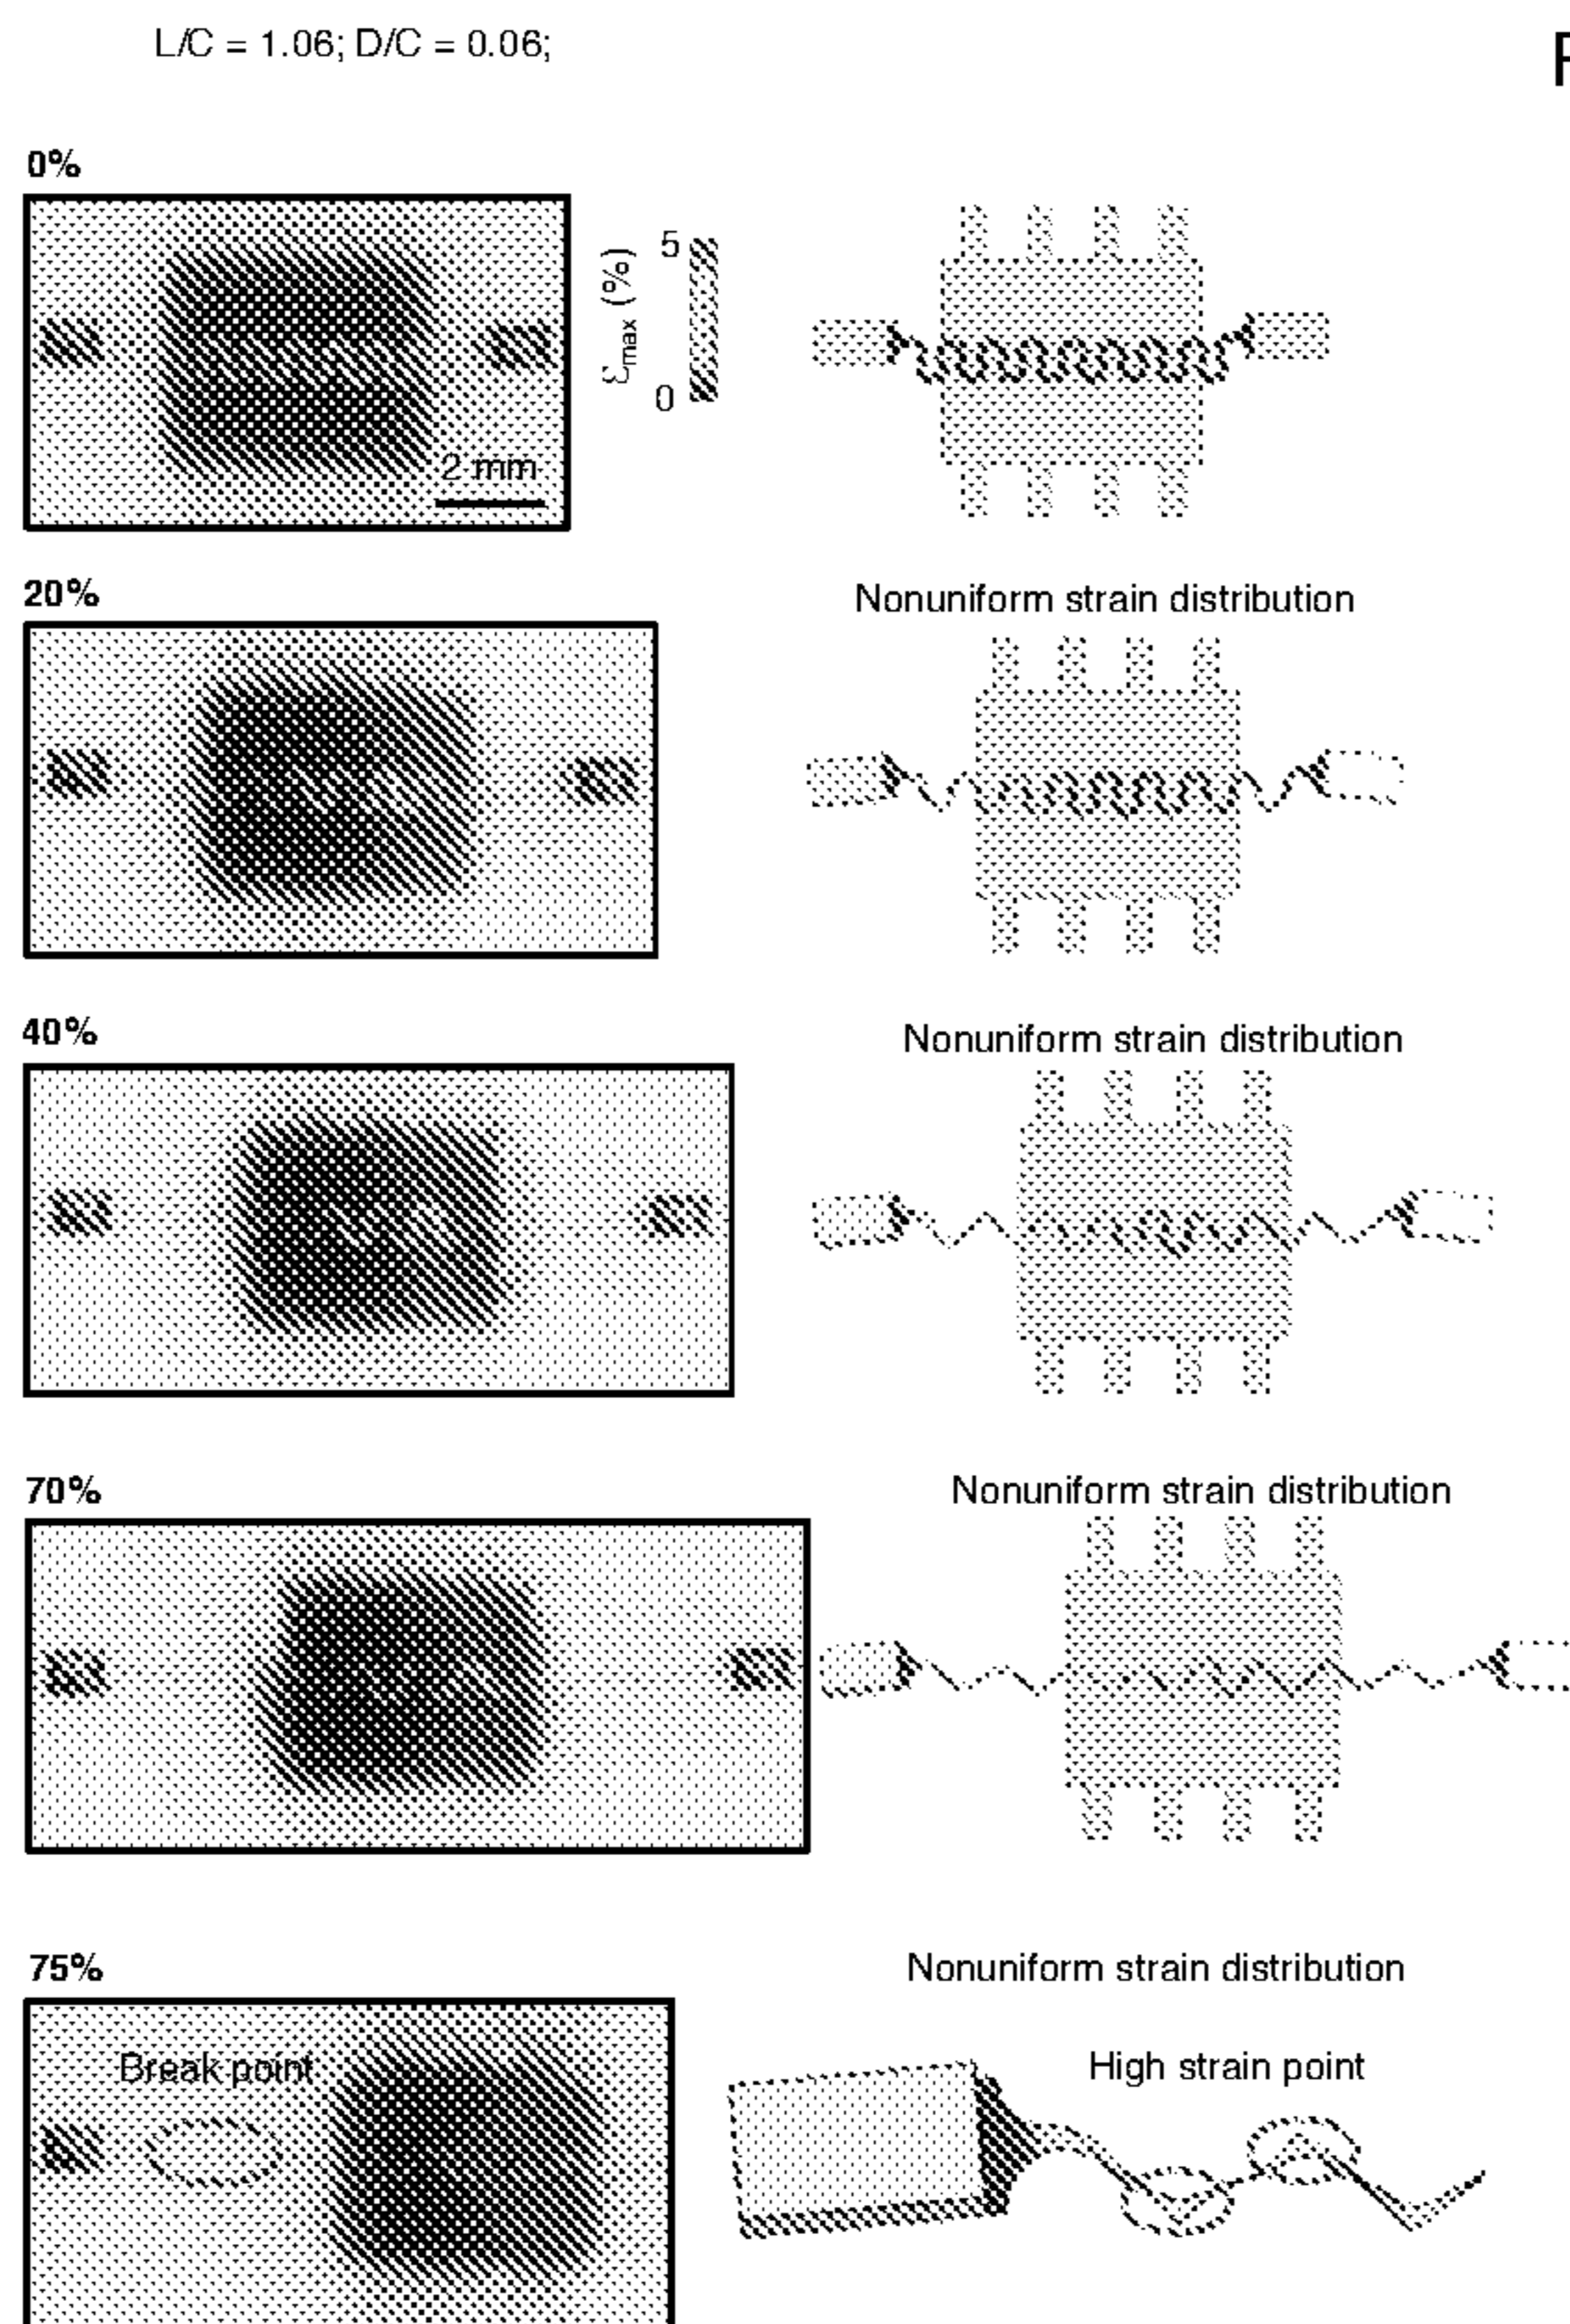 L/C = 1.06; D/C = 0.06;
F
0%
5
εmax (%)
0
2 mm
20%
Nonuniform strain distribution
40%
Nonuniform strain distribution
70%
Nonuniform strain distribution
75%
Nonuniform strain distribution
Break point
High strain point